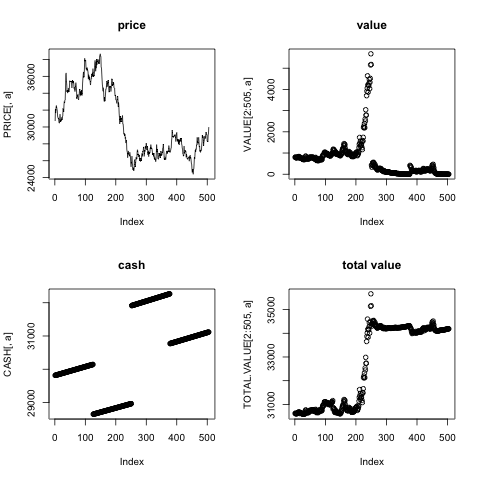 price
PRICE[, a]
24000 30000 36000
0 100 200 300 400 500
Index
value
VALUE[2:505, a]
0 2000 4000
0 100 200 300 400 500
Index
cash
CASH[, a]
29000 31000
0 100 200 300 400 500
Index
total value
TOTAL.VALUE[2:505, a]
31000 33000 35000
0 100 200 300 400 500
Index